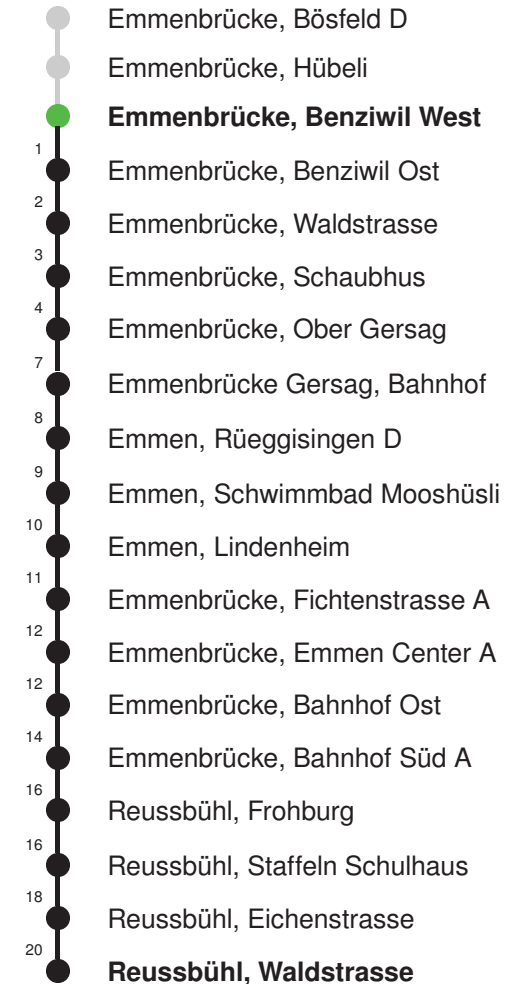 Emmenbrücke, Bösfeld D
Emmenbrücke, Hübeli
Emmenbrücke, Benziwil West
1
Emmenbrücke, Benziwil Ost
2
Emmenbrücke, Waldstrasse
3
Emmenbrücke, Schaubhus
4
Emmenbrücke, Ober Gersag
7
Emmenbrücke Gersag, Bahnhof
8
Emmen, Rüeggisingen D
9
Emmen, Schwimmbad Mooshüsli
10
Emmen, Lindenheim
11
Emmenbrücke, Fichtenstrasse A
12
Emmenbrücke, Emmen Center A
12
Emmenbrücke, Bahnhof Ost
14
Emmenbrücke, Bahnhof Süd A
16
Reussbühl, Frohburg
16
Reussbühl, Staffeln Schulhaus
18
Reussbühl, Eichenstrasse
20
Reussbühl, Waldstrasse